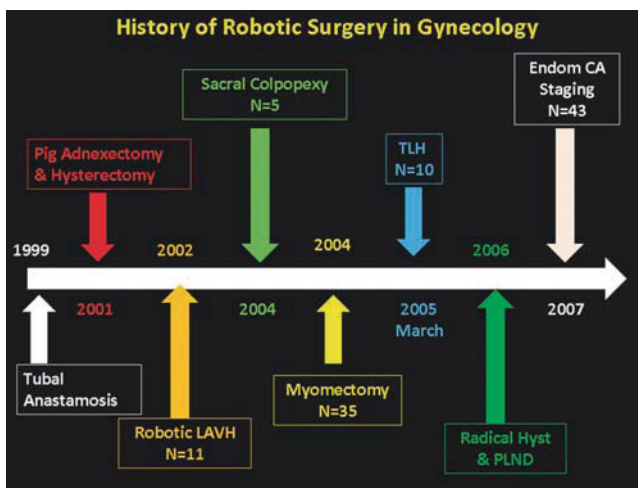 History of Robotic Surgery in Gynecology
Sacral Colpopexy
N=5
Endom CA
Staging
N=43
Pig Adnexectomy
& Hysterectomy
TLH
N=10
1999
2002
2004
2006
2001
2004
2005
March
2007
Tubal
Anastamosis
Myomectomy
N=35
Robotic LAVH
N=11
Radical Hyst
& PLND